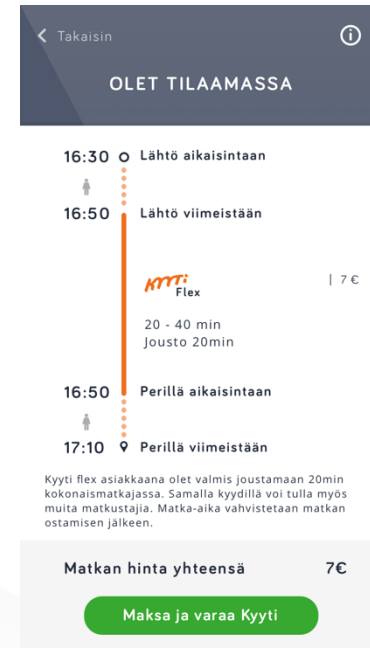 Takaisin
OLET TILAAMASSA
16:30 Lähtö aikaisintaan
16:50 Lähtö viimeistään
KYYTI
Flex
| 7 €
20 - 40 min
Jousto 20min
16:50 Perillä aikaisintaan
17:10 Perillä viimeistään
Kyyti flex asiakkaana olet valmis joustamaan 20min
kokonaismatkajassa. Samalla kyydillä voi tulla myös
muita matkustajia. Matka-aika vahvistetaan matkan
ostamisen jälkeen.
Matkan hinta yhteensä 7€
Maksa ja varaa Kyyti